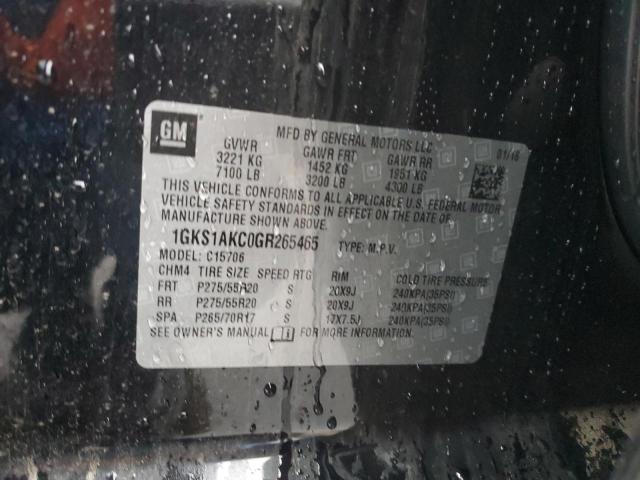 GM
MFD BY GENERAL MOTORS LLC
GVWR GAWR FRT GAWR RR 01/16
3221 KG 1452 KG 1951 KG
7100 LB 3200 LB 4300 LB
THIS VEHICLE CONFORMS TO ALL APPLICABLE U.S. FEDERAL MOTOR
VEHICLE SAFETY STANDARDS IN EFFECT ON THE DATE OF
MANUFACTURE SHOWN ABOVE.
1GKS1AKC0GR265465 TYPE: M.P.V.
MODEL: C15706
CHM4 TIRE SIZE SPEED RTG RIM COLD TIRE PRESSURE
FRT P275/55R20 S 20X9J 240KPA(35PSI)
RR P275/55R20 S 20X9J 240KPA(35PSI)
SPA P265/70R17 S 17X7.5J 240KPA(35PSI)
SEE OWNER'S MANUAL FOR MORE INFORMATION.